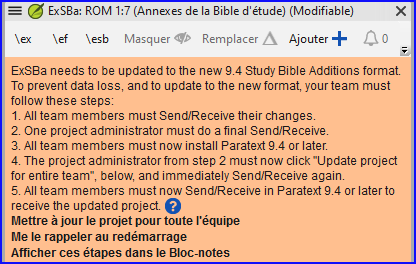 ExSBa: ROM 1:7 (Annexes de la Bible d'étude) (Modifiable)
\ex \ef \esb Masquer Remplacer Ajouter 0
ExSBa needs to be updated to the new 9.4 Study Bible Additions format.
To prevent data loss, and to update to the new format, your team must
follow these steps:
1. All team members must Send/Receive their changes.
2. One project administrator must do a final Send/Receive.
3. All team members must now install Paratext 9.4 or later.
4. The project administrator from step 2 must now click "Update project
for entire team", below, and immediately Send/Receive again.
5. All team members must now Send/Receive in Paratext 9.4 or later to
receive the updated project. ?
Mettre à jour le projet pour toute l'équipe
Me le rappeler au redémarrage
Afficher ces étapes dans le Bloc-notes